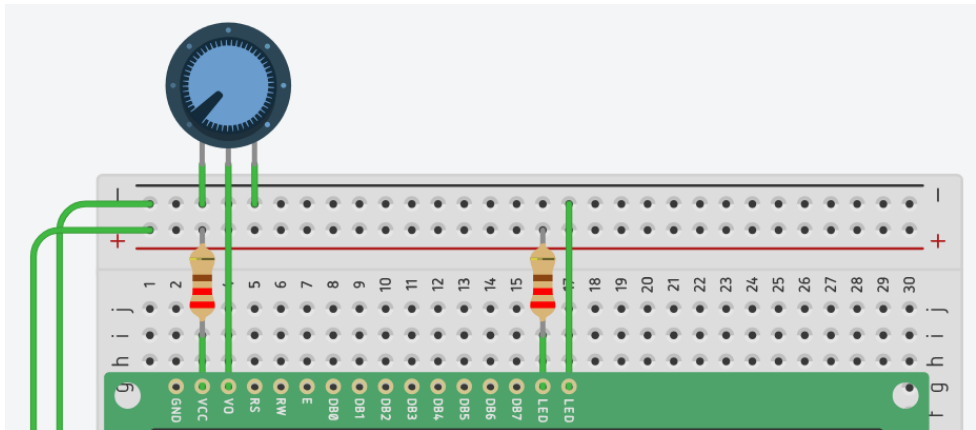 − −
+ +
1 2 4 5 6 7 8 9 10 11 12 13 14 15 17 18 19 20 21 22 23 24 25 26 27 28 29 30
j j
i i
h h
g g
GND VCC VO RS RW E DB0 DB1 DB2 DB3 DB4 DB5 DB6 DB7 LED LED